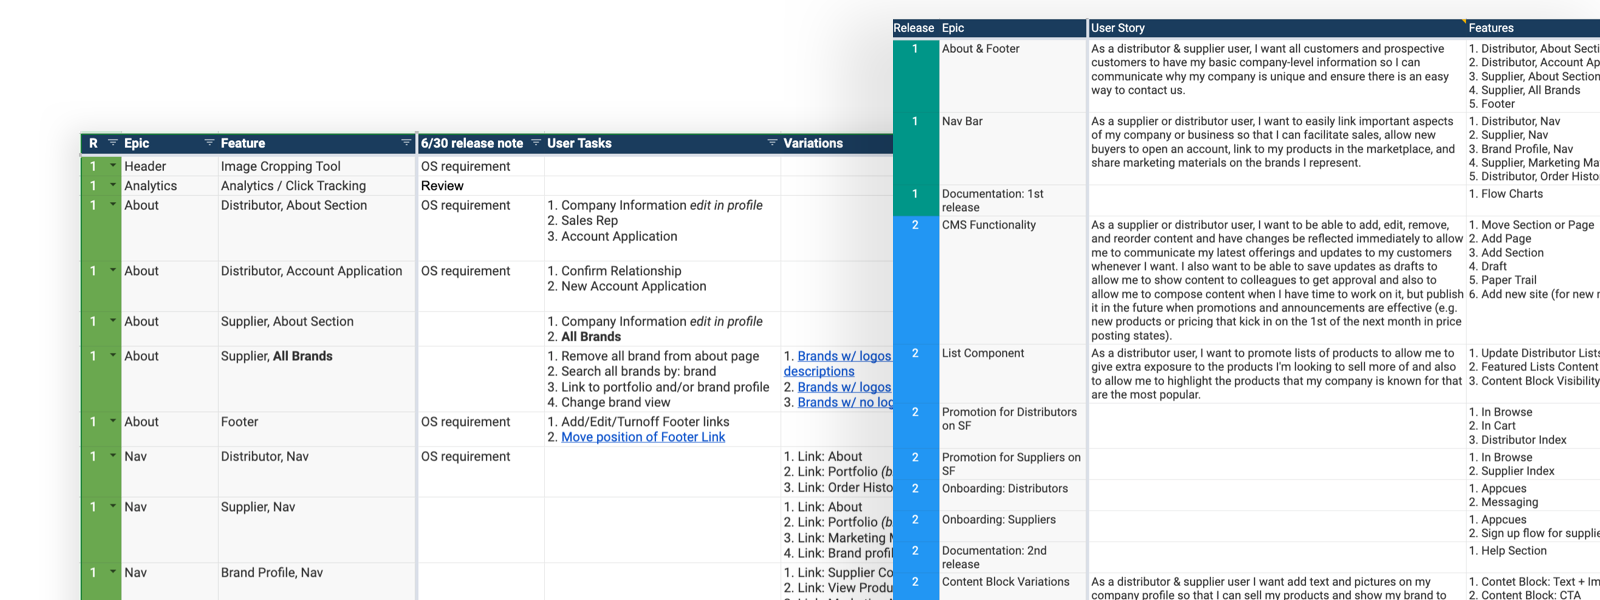 R Epic Feature 6/30 release note User Tasks Variations
1 Header Image Cropping Tool OS requirement
1 Analytics Analytics / Click Tracking Review
1 About Distributor, About Section OS requirement 1. Company Information edit in profile
2. Sales Rep
3. Account Application
1 About Distributor, Account Application OS requirement 1. Confirm Relationship
2. New Account Application
1 About Supplier, About Section 1. Company Information edit in profile
2. All Brands
1 About Supplier, All Brands 1. Remove all brand from about page 1. Brands w/ logos
2. Search all brands by: brand descriptions
3. Link to portfolio and/or brand profile 2. Brands w/ logos
4. Change brand view 3. Brands w/ no
1 About Footer OS requirement 1. Add/Edit/Turnoff Footer links
2. Move position of Footer Link
1 Nav Distributor, Nav OS requirement 1. Link: About
2. Link: Portfolio
3. Link: Order
1 Nav Supplier, Nav 1. Link: About
2. Link: Portfolio
3. Link: Marketing
4. Link: Brand
1 Nav Brand Profile, Nav 1. Link: Supplier
2. Link: View
Release Epic User Story Features
1 About & Footer As a distributor & supplier user, I want all customers and prospective 1. Distributor, About
customers to have my basic company-level information so I can 2. Distributor, Account
communicate why my company is unique and ensure there is an easy 3. Supplier, About Section
way to contact us. 4. Supplier, All Brands
5. Footer
1 Nav Bar As a supplier or distributor user, I want to easily link important aspects 1. Distributor, Nav
of my company or business so that I can facilitate sales, allow new 2. Supplier, Nav
buyers to open an account, link to my products in the marketplace, and 3. Brand Profile, Nav
share marketing materials on the brands I represent. 4. Supplier, Marketing
5. Distributor, Order
1 Documentation: 1st 1. Flow Charts
release
2 CMS Functionality As a supplier or distributor user, I want to be able to add, edit, remove, 1. Move Section or Page
and reorder content and have changes be reflected immediately to allow 2. Add Page
me to communicate my latest offerings and updates to my customers 3. Add Section
whenever I want. I also want to be able to save updates as drafts to 4. Draft
allow me to show content to colleagues to get approval and also to 5. Paper Trail
allow me to compose content when I have time to work on it, but publish 6. Add new site (for new
it in the future when promotions and announcements are effective (e.g.
new products or pricing that kick in on the 1st of the next month in price
posting states).
2 List Component As a distributor user, I want to promote lists of products to allow me to 1. Update Distributor Lists
give extra exposure to the products I'm looking to sell more of and also 2. Featured Lists Content
to allow me to highlight the products that my company is known for that 3. Content Block Visibility
are the most popular.
2 Promotion for Distributors 1. In Browse
on SF 2. In Cart
3. Distributor Index
2 Promotion for Suppliers on 1. In Browse
SF 2. Supplier Index
2 Onboarding: Distributors 1. Appcues
2. Messaging
2 Onboarding: Suppliers 1. Appcues
2. Sign up flow for
2 Documentation: 2nd 1. Help Section
release
2 Content Block Variations As a distributor & supplier user I want add text and pictures on my 1. Contet Block: Text +
company profile so that I can sell my products and show my brand to 2. Content Block: CTA